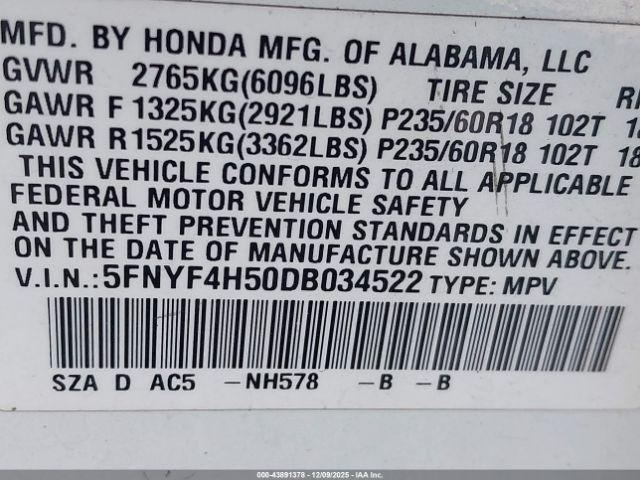 MFD. BY HONDA MFG. OF ALABAMA, LLC
GVWR 2765KG(6096LBS) TIRE SIZE
GAWR F 1325KG(2921LBS) P235/60R18 102T
GAWR R1525KG(3362LBS) P235/60R18 102T 18
THIS VEHICLE CONFORMS TO ALL APPLICABLE
FEDERAL MOTOR VEHICLE SAFETY
AND THEFT PREVENTION STANDARDS IN EFFECT
ON THE DATE OF MANUFACTURE SHOWN ABOVE.
V.I.N.:5FNYF4H50DB034522 TYPE: MPV
SZA D AC5 -NH578 -B -B
000-43891378 - 12/09/2025 - IAAI.COM